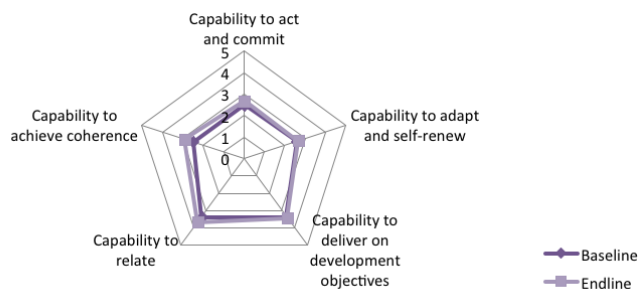 Capability to act
and commit
5
4
3
2
1
0
Capability to adapt
and self-renew
Capability to
deliver on
development
objectives
Capability to
relate
Capability to
achieve coherence
Baseline
Endline